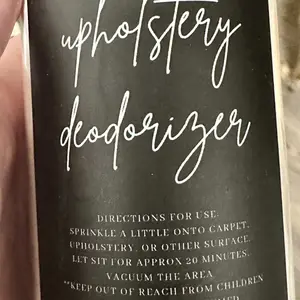 upholstery
deodorizer
DIRECTIONS FOR USE:
SPRINKLE A LITTLE ONTO CARPET,
UPHOLSTERY, OR OTHER SURFACE.
LET SIT FOR APPROX 20 MINUTES.
VACUUM THE AREA.
**KEEP OUT OF REACH FROM CHILDREN